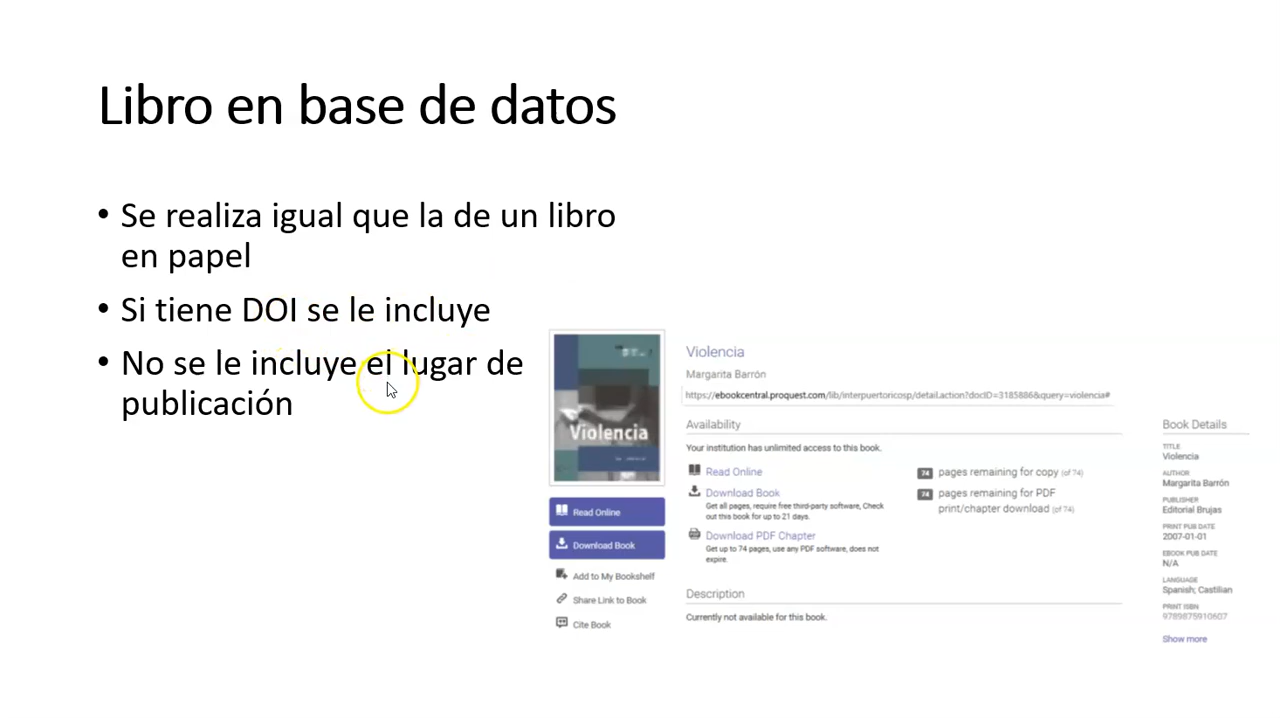 Libro en base de datos
• Se realiza igual que la de un libro
en papel
• Si tiene DOI se le incluye
• No se le incluye el lugar de
publicación
Violencia
Read Online
Download Book
Add to My Bookshelf
Share Link to Book
Cite Book
Violencia
Margarita Barrón
https://ebookcentral.proquest.com/lib/interpuertoricosp/detail.action?docID=3185886&query=violencia#
Availability
Your institution has unlimited access to this book.
Read Online
Download Book
Get all pages, require free third-party software, Check
out this book for up to 21 days.
Download PDF Chapter
Get up to 74 pages, use any PDF software, does not
expire.
74 pages remaining for copy (of 74)
74 pages remaining for PDF
print/chapter download (of 74)
Description
Currently not available for this book.
Book Details
TITLE
Violencia
AUTHOR
Margarita Barrón
PUBLISHER
Editorial Brujas
PRINT PUB DATE
2007-01-01
EBOOK PUB DATE
N/A
LANGUAGE
Spanish; Castilian
PRINT ISBN
9789875910607
Show more